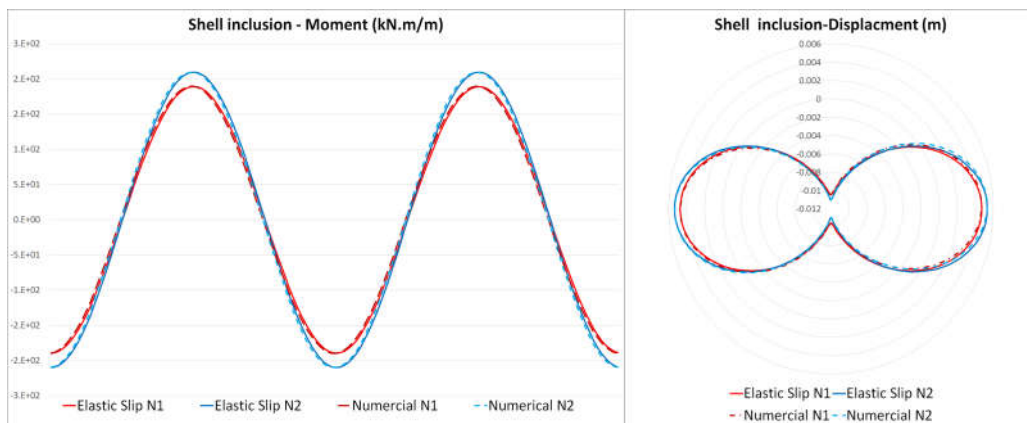 Shell inclusion - Moment (kN.m/m)
3.E+02
2.E+02
2.E+02
1.E+02
5.E+01
0.E+00
-5.E+01
-1.E+02
-2.E+02
-2.E+02
-3.E+02
Elastic Slip N1 Elastic Slip N2 Numercial N1 Numerical N2
Shell inclusion-Displacment (m)
0.006
0.004
0.002
0
-0.002
-0.004
-0.006
-0.008
-0.01
-0.012
Elastic Slip N1 Elastic Slip N2
Numercial N1 Numerical N2